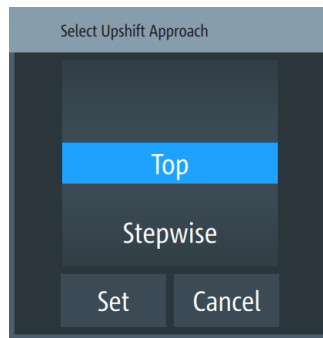 Select Upshift Approach
Top
Stepwise
Set
Cancel